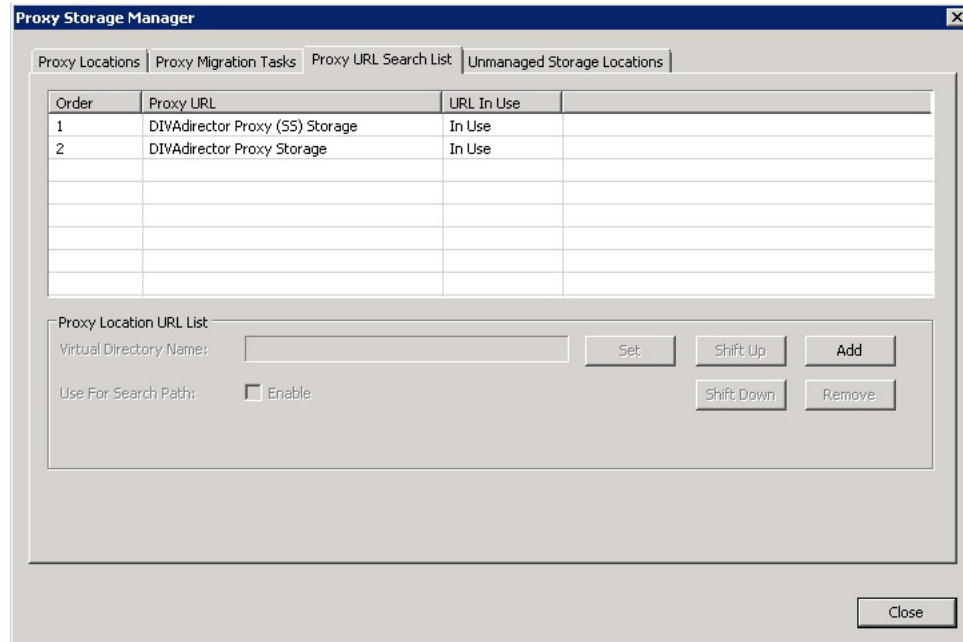 Proxy Storage Manager
Proxy Locations Proxy Migration Tasks Proxy URL Search List Unmanaged Storage Locations
Order Proxy URL URL In Use
1 DIVAdirector Proxy (SS) Storage In Use
2 DIVAdirector Proxy Storage In Use
Proxy Location URL List
Virtual Directory Name: Set Shift Up Add
Use For Search Path: Enable Shift Down Remove
Close